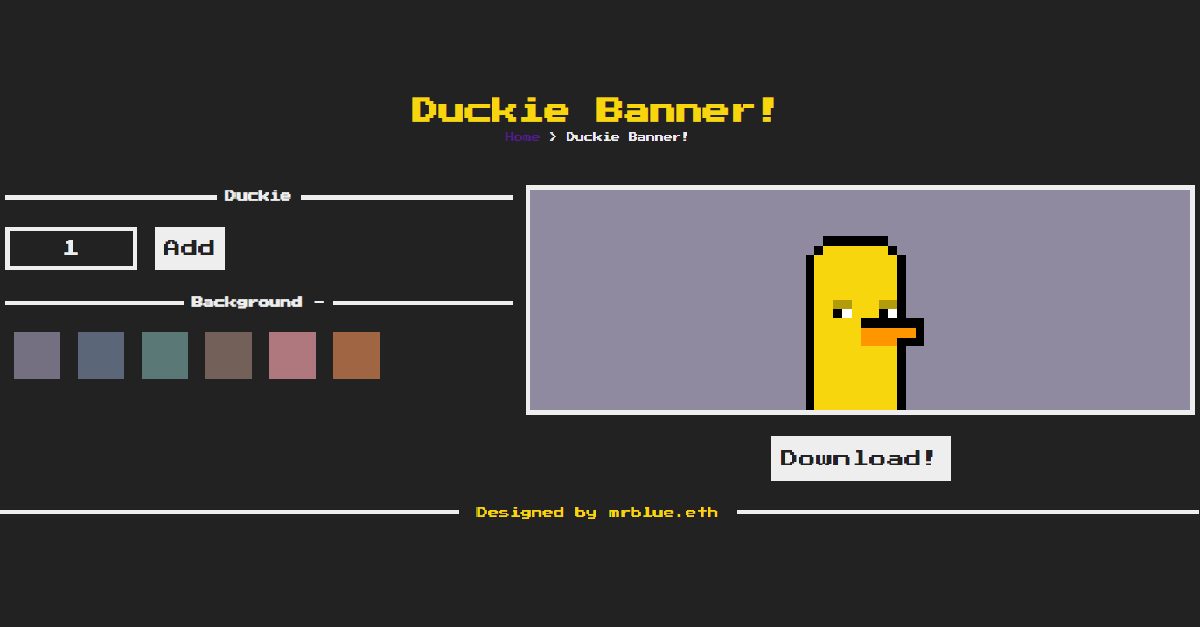 Duckie Banner!
Home > Duckie Banner!
Duckie
1
Add
Background -
Download!
Designed by mrblue.eth